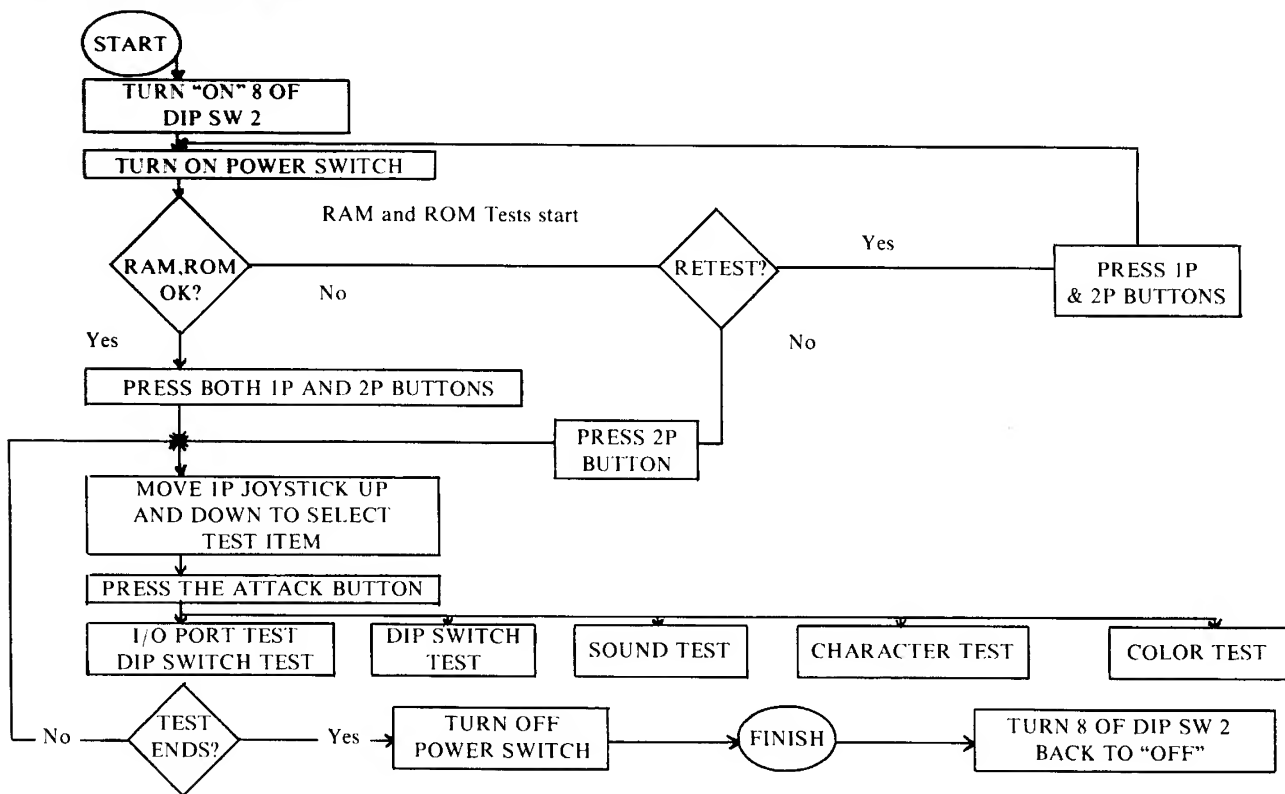 START
TURN “ON” 8 OF
DIP SW 2
TURN ON POWER SWITCH
RAM and ROM Tests start
RAM,ROM
OK?
No
RETEST?
Yes
PRESS 1P
& 2P BUTTONS
Yes
No
PRESS BOTH 1P AND 2P BUTTONS
PRESS 2P
BUTTON
MOVE 1P JOYSTICK UP
AND DOWN TO SELECT
TEST ITEM
PRESS THE ATTACK BUTTON
I/O PORT TEST
DIP SWITCH TEST
DIP SWITCH
TEST
SOUND TEST
CHARACTER TEST
COLOR TEST
No
TEST
ENDS?
Yes
TURN OFF
POWER SWITCH
FINISH
TURN 8 OF DIP SW 2
BACK TO “OFF”